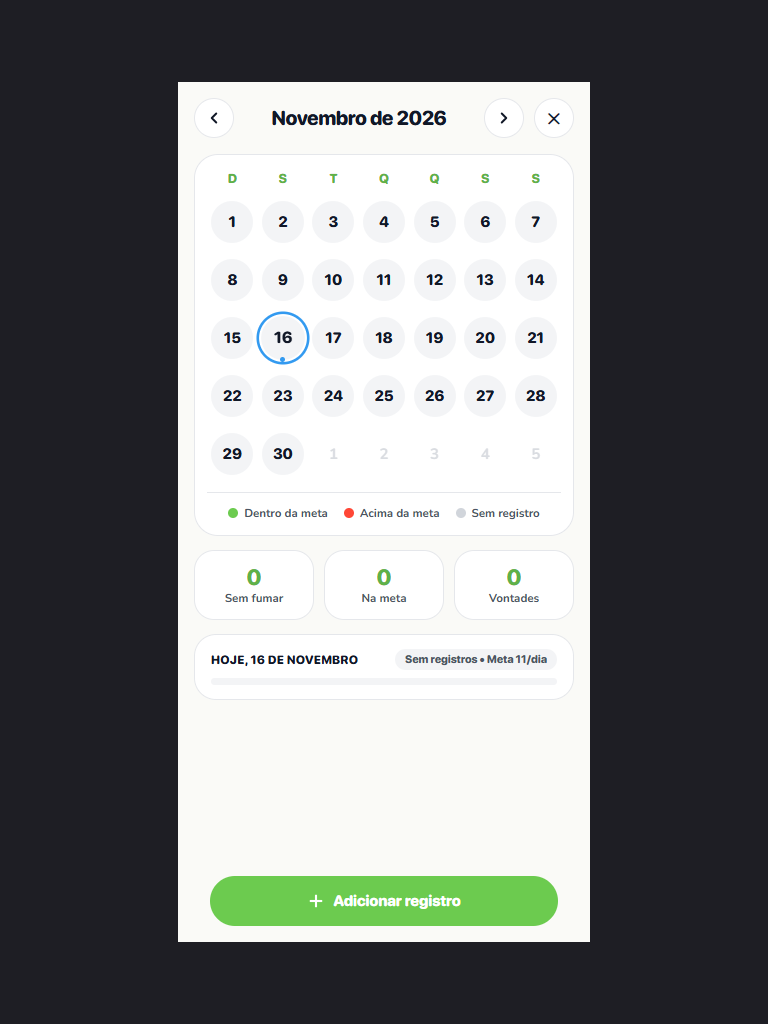 Novembro de 2026
D S T Q Q S S
1 2 3 4 5 6 7
8 9 10 11 12 13 14
15 16 17 18 19 20 21
22 23 24 25 26 27 28
29 30 1 2 3 4 5
Dentro da meta Acima da meta Sem registro
0 0 0
Sem fumar Na meta Vontades
HOJE, 16 DE NOVEMBRO Sem registros • Meta 11/dia
+ Adicionar registro